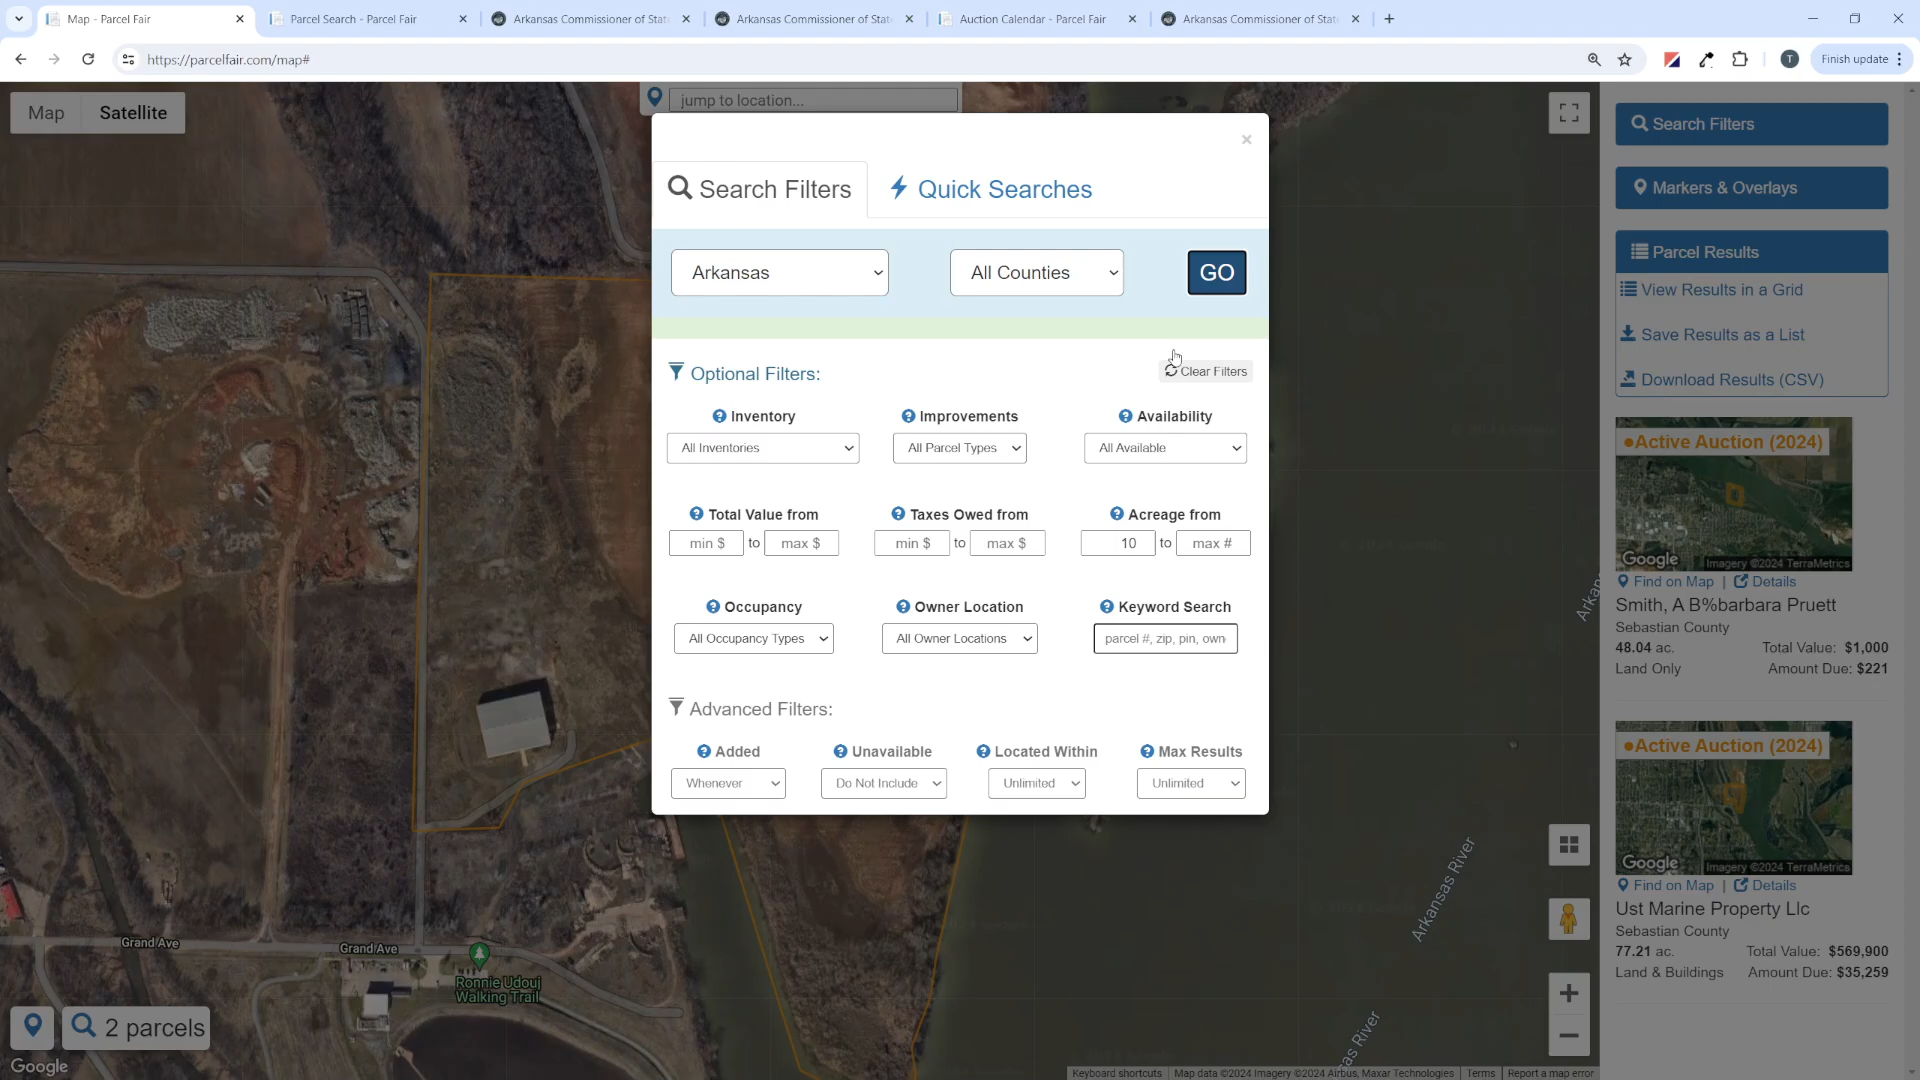 Map - Parcel Fair
Parcel Search - Parcel Fair
Arkansas Commissioner of Stat
Arkansas Commissioner of Stat
Auction Calendar - Parcel Fair
Arkansas Commissioner of Stat
https://parcelfair.com/map#
T
Finish update
Map
Satellite
jump to location...
×
Search Filters
Quick Searches
Arkansas
All Counties
GO
Optional Filters:
Clear Filters
Inventory
Improvements
Availability
All Inventories
All Parcel Types
All Available
Total Value from
Taxes Owed from
Acreage from
min $ to max $
min $ to max $
10 to max #
Occupancy
Owner Location
Keyword Search
All Occupancy Types
All Owner Locations
parcel #, zip, pin, own
Advanced Filters:
Added
Unavailable
Located Within
Max Results
Whenever
Do Not Include
Unlimited
Unlimited
Search Filters
Markers & Overlays
Parcel Results
View Results in a Grid
Save Results as a List
Download Results (CSV)
Active Auction (2024)
Google
Imagery ©2024 TerraMetrics
Find on Map | Details
Smith, A B%barbara Pruett
Sebastian County
48.04 ac. Total Value: $1,000
Land Only Amount Due: $221
Active Auction (2024)
Google
Imagery ©2024 TerraMetrics
Find on Map | Details
Ust Marine Property Llc
Sebastian County
77.21 ac. Total Value: $569,900
Land & Buildings Amount Due: $35,259
Grand Ave
Grand Ave
Ronnie Udouj
Walking Trail
Arkansas River
2 parcels
Google
Keyboard shortcuts
Map data ©2024 Imagery ©2024 Airbus, Maxar Technologies
Terms
Report a map error